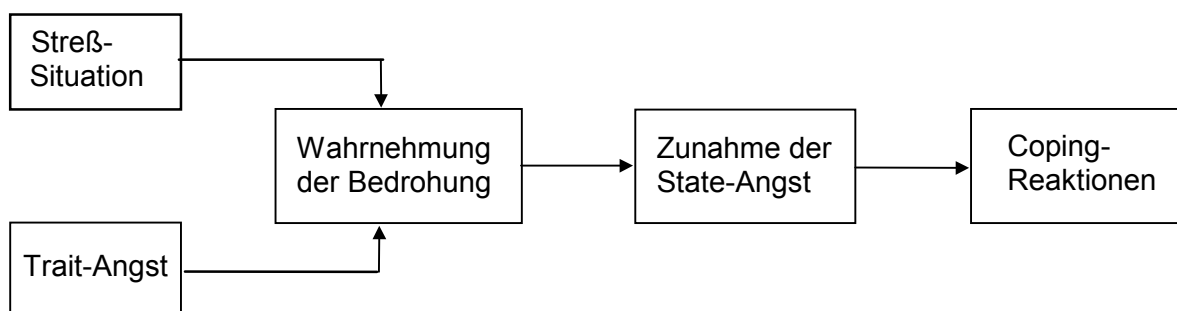 Streß-
Situation
Wahrnehmung
der Bedrohung
Zunahme der
State-Angst
Coping-
Reaktionen
Trait-Angst